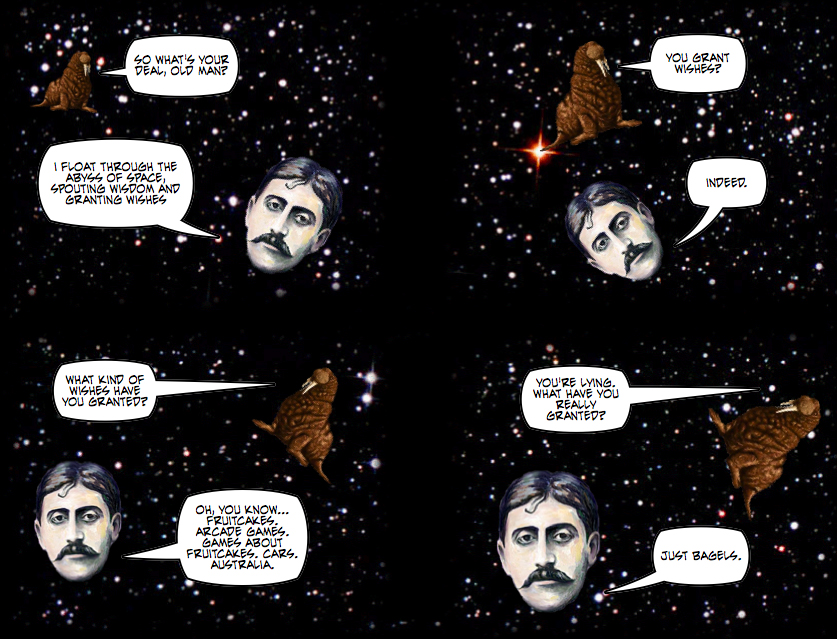 SO WHAT'S YOUR
DEAL, OLD MAN?
I FLOAT THROUGH THE
ABYSS OF SPACE,
SPOUTING WISDOM AND
GRANTING WISHES
YOU GRANT
WISHES?
INDEED.
WHAT KIND OF
WISHES HAVE
YOU GRANTED?
OH, YOU KNOW...
FRUITCAKES.
ARCADE GAMES.
GAMES ABOUT
FRUITCAKES. CARS.
AUSTRALIA.
YOU'RE LYING.
WHAT HAVE YOU
REALLY
GRANTED?
JUST BAGELS.